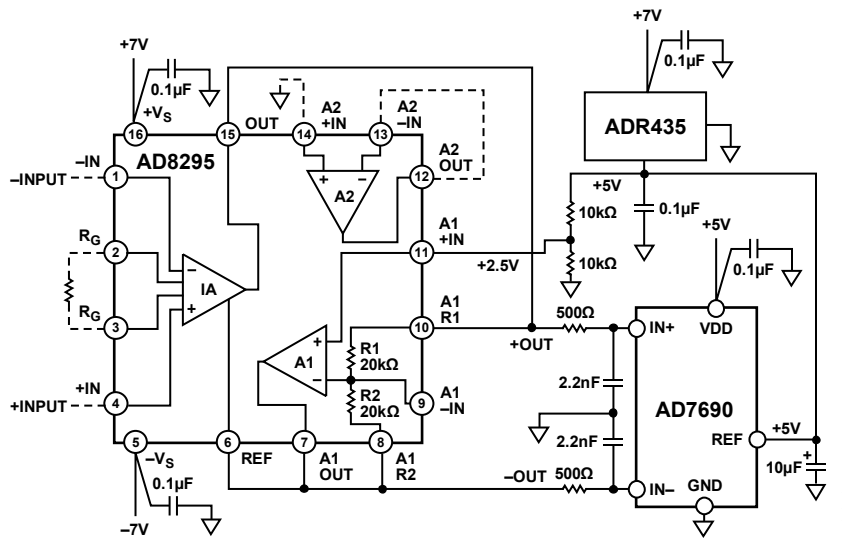 +7V
0.1µF
+VS
16
15
OUT
A2
+IN
14
A2
–IN
13
A2
OUT
12
AD8295
–IN
–INPUT
1
+
–
A2
RG
2
RG
3
–
IA
+
+IN
+INPUT
4
A1
+IN
11
+2.5V
A1
R1
10
+
A1
–
R1
20kΩ
R2
20kΩ
9
A1
–IN
5
–VS
0.1µF
–7V
6
REF
7
A1
OUT
8
A1
R2
+7V
0.1µF
ADR435
+5V
10kΩ
10kΩ
0.1µF
+5V
0.1µF
500Ω
+OUT
IN+
VDD
2.2nF
2.2nF
AD7690
REF
+5V
10µF
+
–OUT
500Ω
IN–
GND